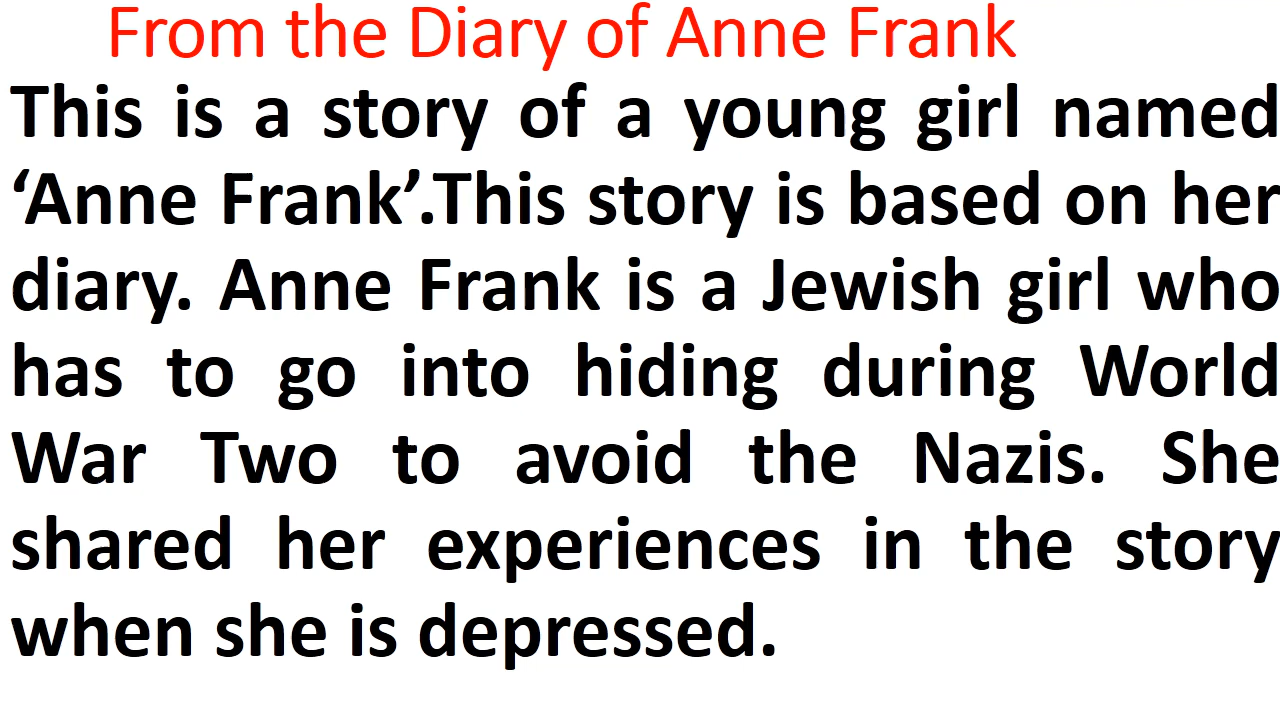 From the Diary of Anne Frank
This is a story of a young girl named
‘Anne Frank’.This story is based on her
diary. Anne Frank is a Jewish girl who
has to go into hiding during World
War Two to avoid the Nazis. She
shared her experiences in the story
when she is depressed.